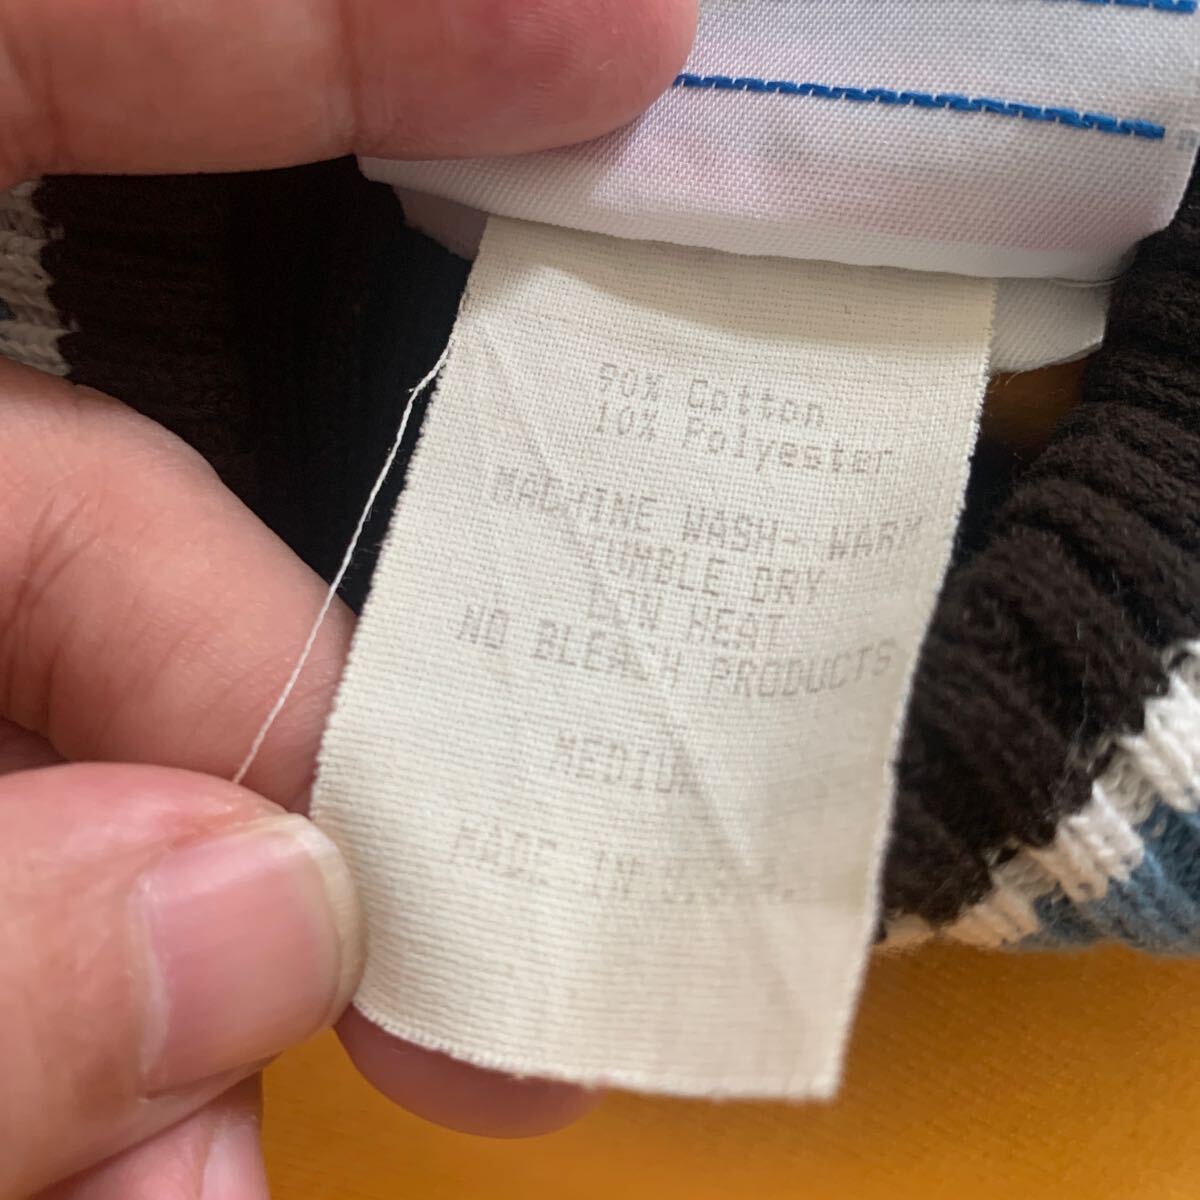 90% Cotton
10% Polyester
MACHINE WASH- WARM
TUMBLE DRY
LOW HEAT
NO BLEACH PRODUCTS
MEDIUM
MADE IN U.S.A.